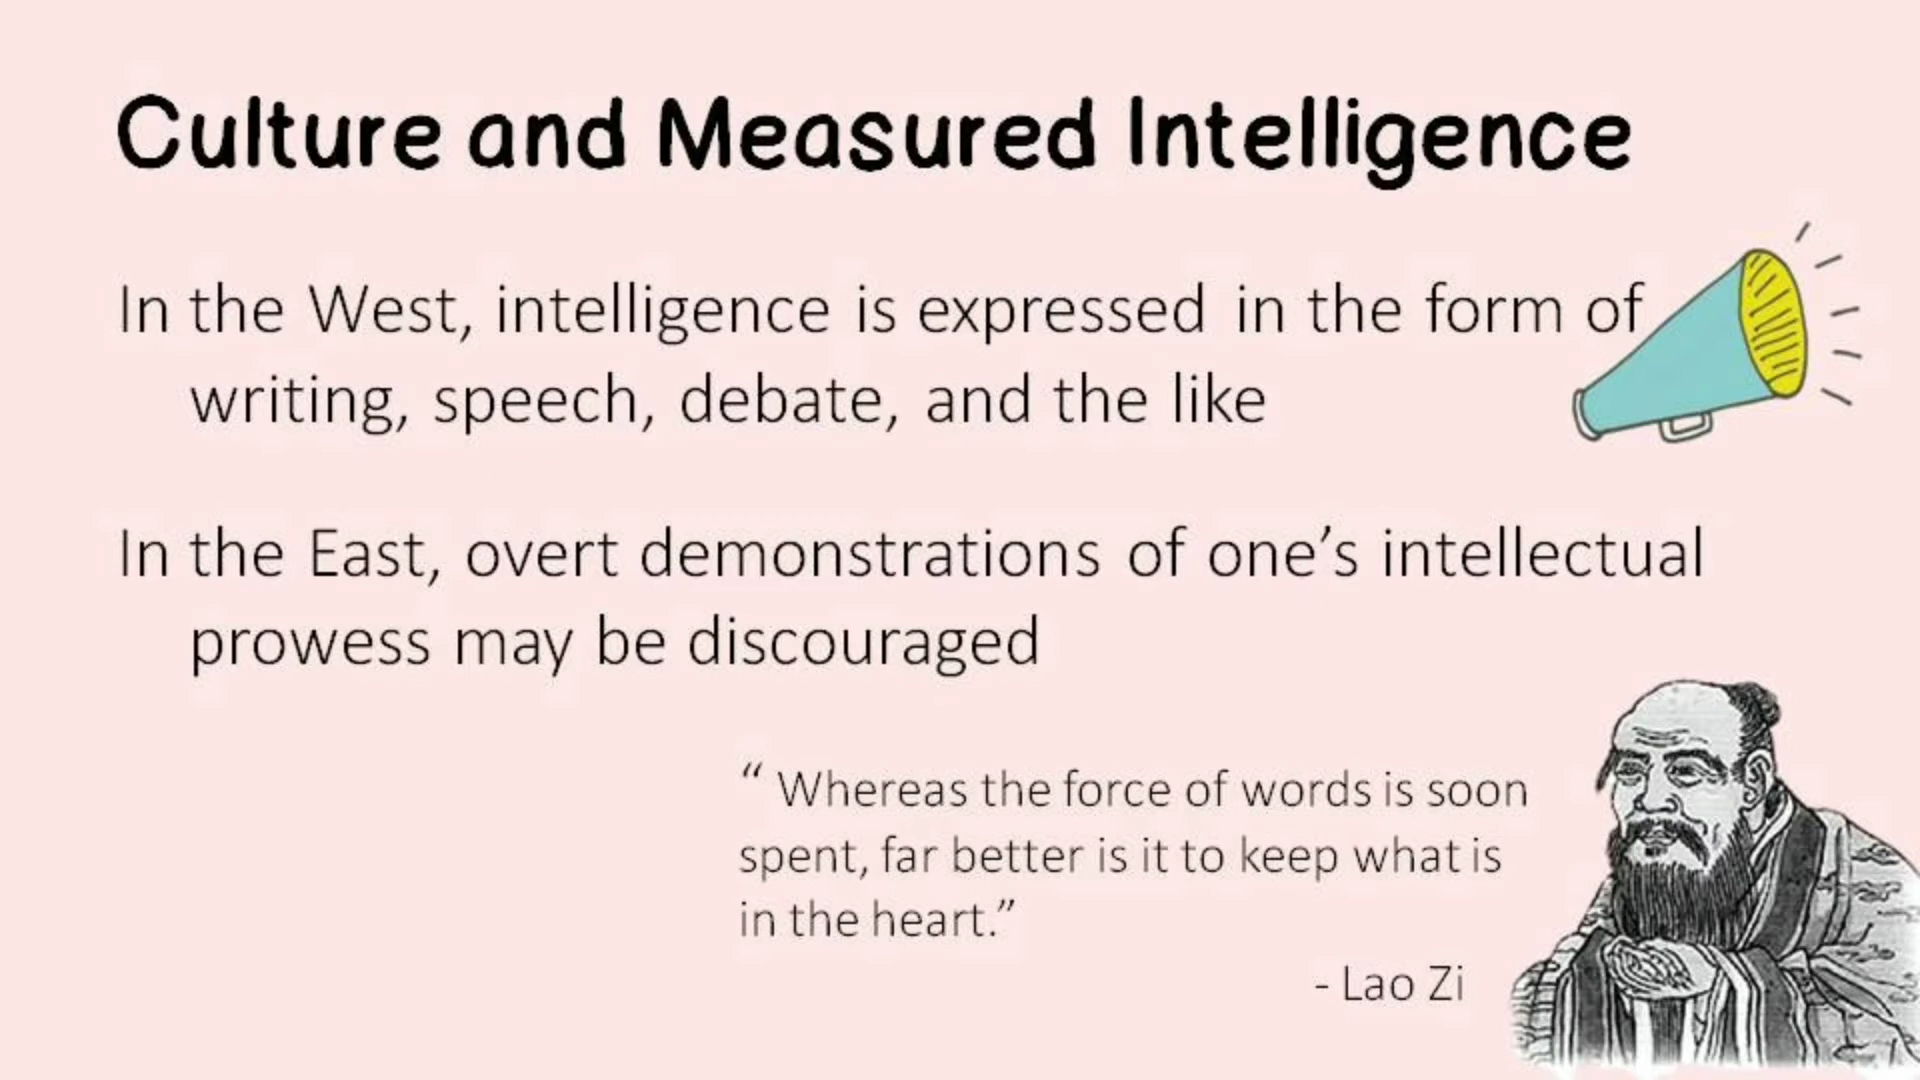 Culture and Measured Intelligence
In the West, intelligence is expressed in the form of
writing, speech, debate, and the like
In the East, overt demonstrations of one’s intellectual
prowess may be discouraged
“ Whereas the force of words is soon
spent, far better is it to keep what is
in the heart.”
- Lao Zi